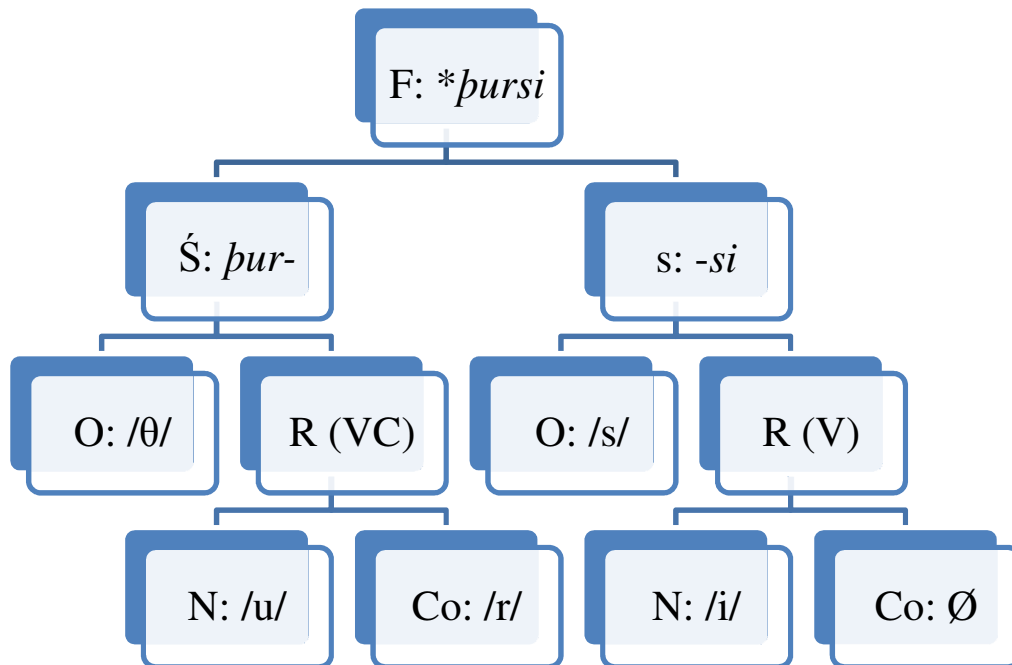 F: *þursi
Ś: þur-
s: -si
O: /θ/
R (VC)
O: /s/
R (V)
N: /u/
Co: /r/
N: /i/
Co: Ø